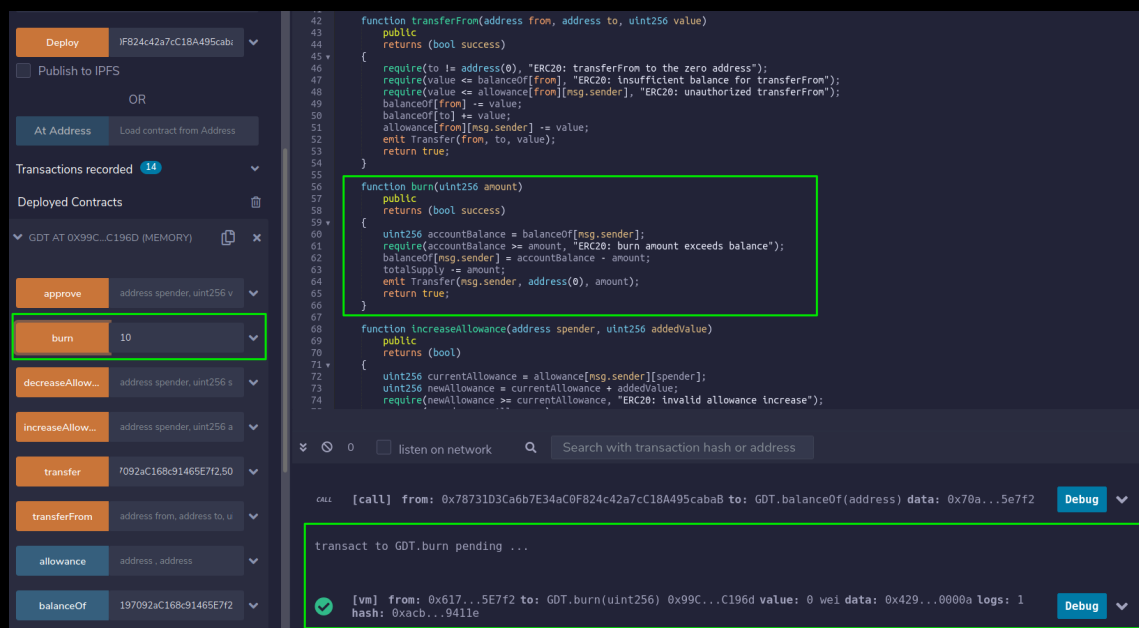 Deploy
)F824c42a7cC18A495caba
Publish to IPFS
OR
At Address
Load contract from Address
Transactions recorded 14
Deployed Contracts
GDT AT 0X99C...C196D (MEMORY)
approve
address spender, uint256 v
burn
10
decreaseAllow...
address spender, uint256 s
increaseAllow...
address spender, uint256 a
transfer
7092aC168c91465E7f2,50
transferFrom
address from, address to, u
allowance
address , address
balanceOf
197092aC168c91465E7f2
42 function transferFrom(address from, address to, uint256 value)
43 public
44 returns (bool success)
45 {
46 require(to != address(0), "ERC20: transferFrom to the zero address");
47 require(value <= balanceOf[from], "ERC20: insufficient balance for transferFrom");
48 require(value <= allowance[from][msg.sender], "ERC20: unauthorized transferFrom");
49 balanceOf[from] -= value;
50 balanceOf[to] += value;
51 allowance[from][msg.sender] -= value;
52 emit Transfer(from, to, value);
53 return true;
54 }
55
56 function burn(uint256 amount)
57 public
58 returns (bool success)
59 {
60 uint256 accountBalance = balanceOf[msg.sender];
61 require(accountBalance >= amount, "ERC20: burn amount exceeds balance");
62 balanceOf[msg.sender] = accountBalance - amount;
63 totalSupply -= amount;
64 emit Transfer(msg.sender, address(0), amount);
65 return true;
66 }
67
68 function increaseAllowance(address spender, uint256 addedValue)
69 public
70 returns (bool)
71 {
72 uint256 currentAllowance = allowance[msg.sender][spender];
73 uint256 newAllowance = currentAllowance + addedValue;
74 require(newAllowance >= currentAllowance, "ERC20: invalid allowance increase");
0
listen on network
Search with transaction hash or address
CALL [call] from: 0x78731D3Ca6b7E34aC0F824c42a7cC18A495cabaB to: GDT.balanceOf(address) data: 0x70a...5e7f2
Debug
transact to GDT.burn pending ...
[vm] from: 0x617...5E7f2 to: GDT.burn(uint256) 0x99C...C196d value: 0 wei data: 0x429...0000a logs: 1
hash: 0xacb...9411e
Debug